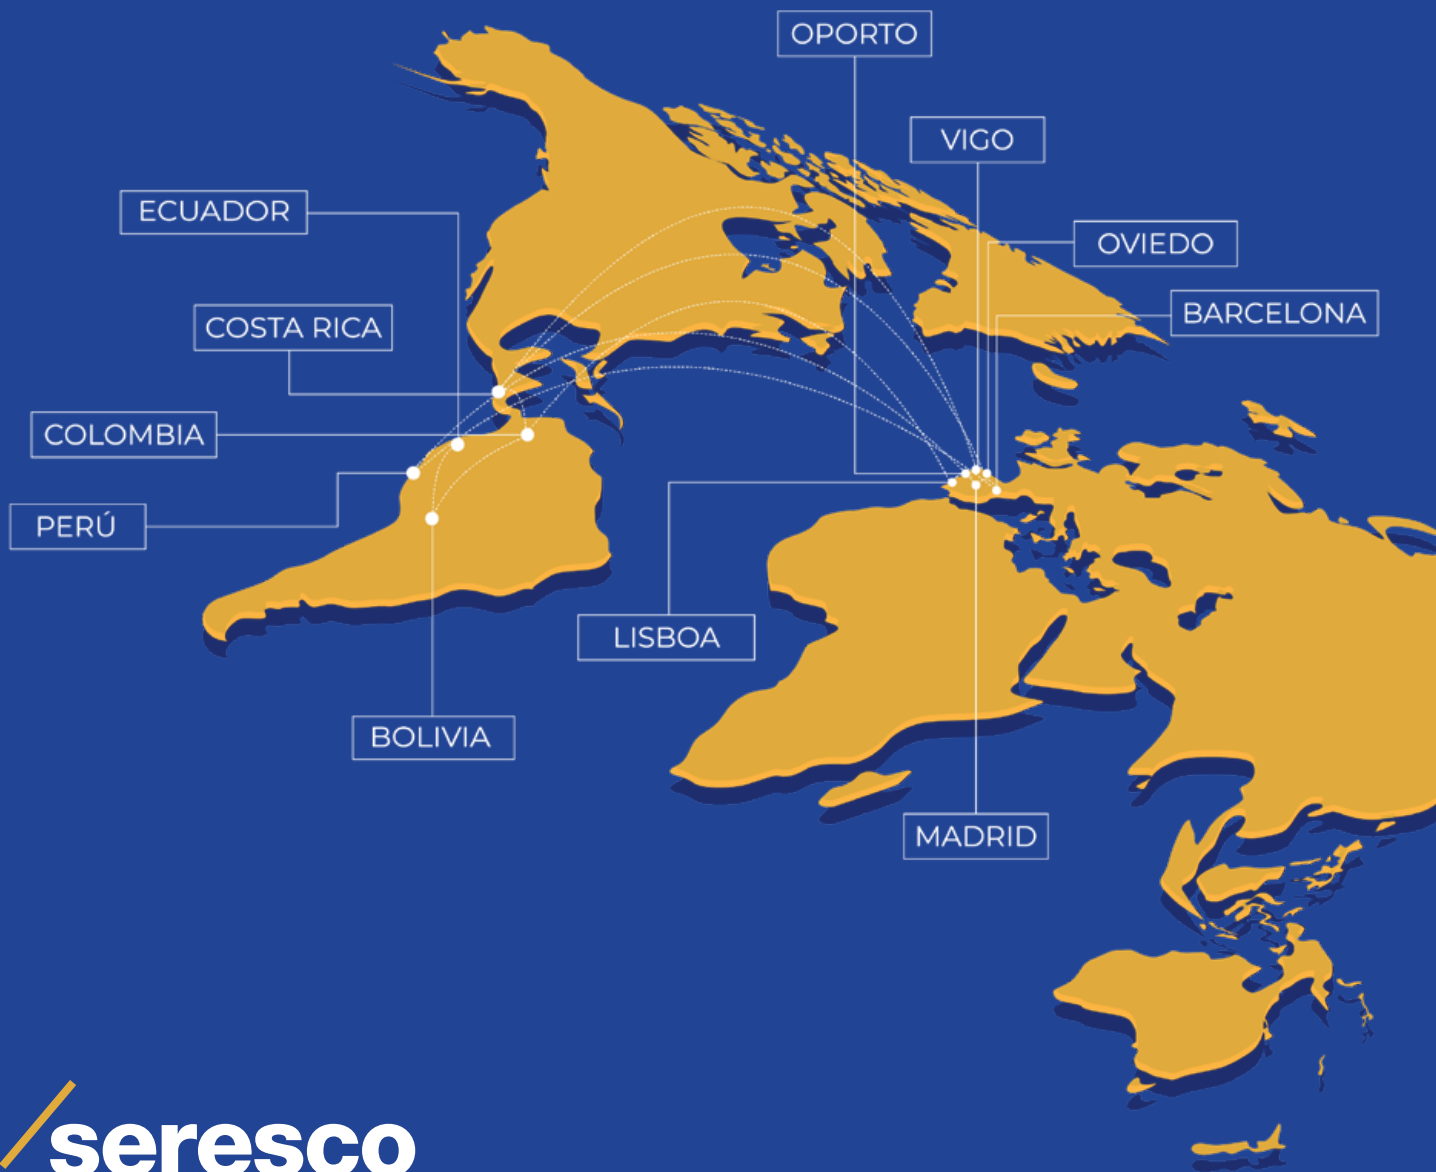 OPORTO
VIGO
ECUADOR
OVIEDO
BARCELONA
COSTA RICA
COLOMBIA
PERÚ
LISBOA
BOLIVIA
MADRID
seresco